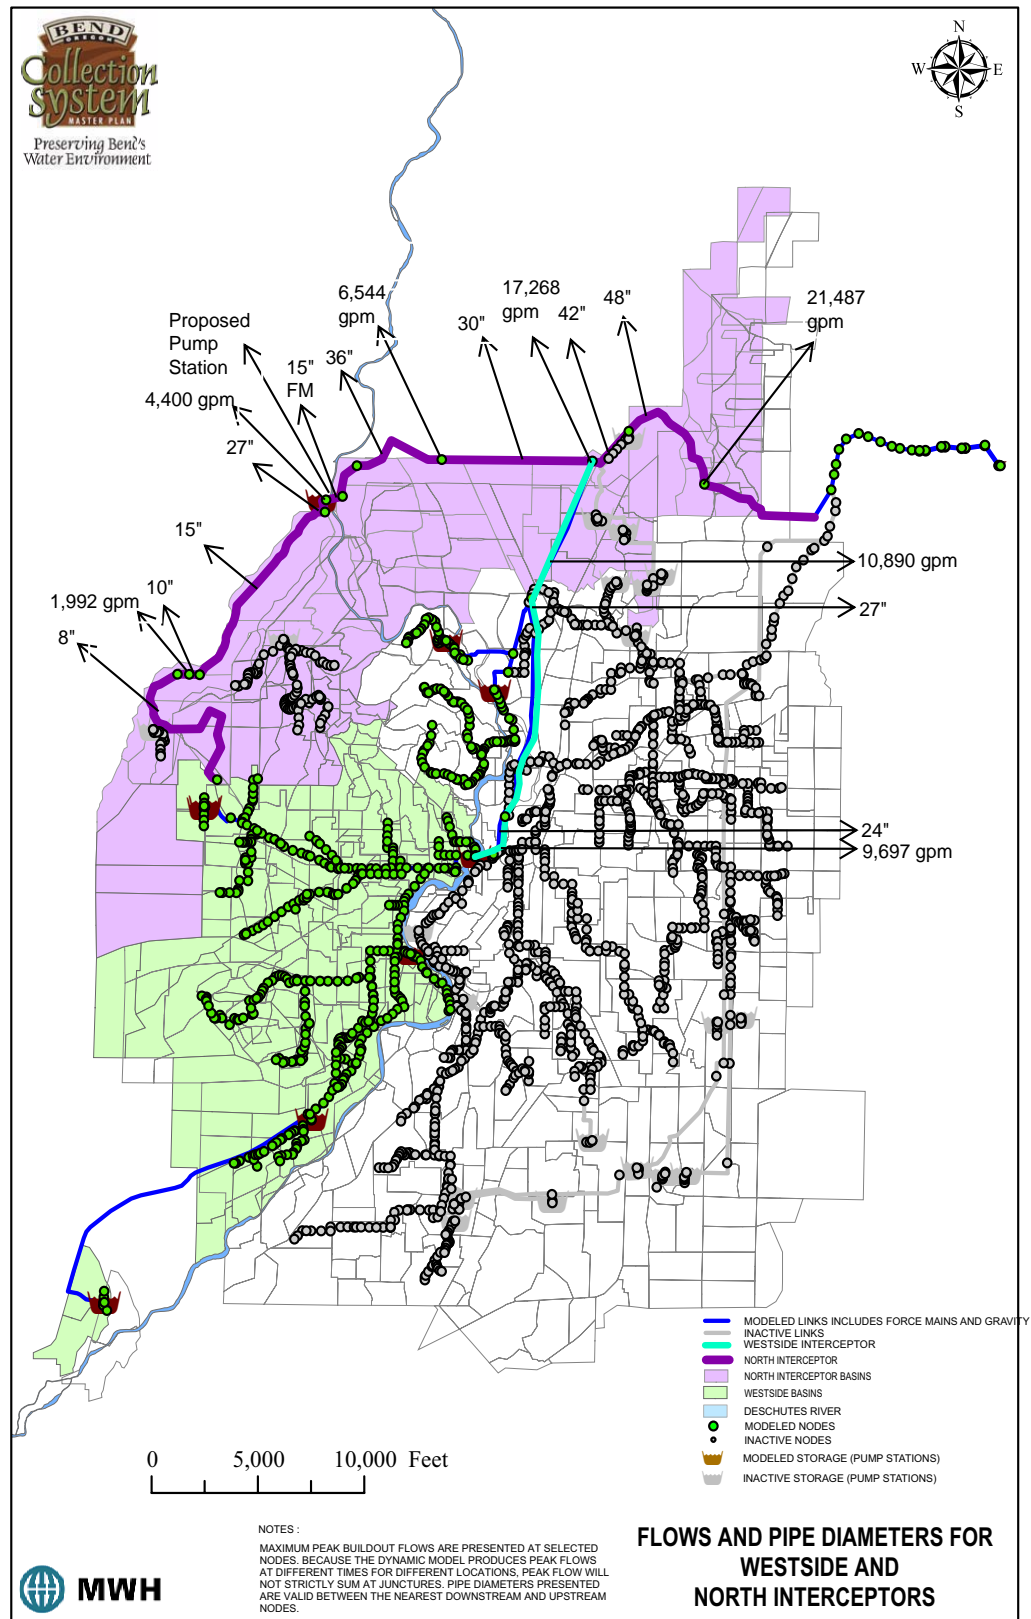 BEND
OREGON
Collection
System
MASTER PLAN
Preserving Bend's
Water Environment
N
W
E
S
6,544
gpm
17,268
gpm
42"
48"
21,487
gpm
30"
Proposed
Pump
Station
15"
FM
36"
4,400 gpm
27"
15"
10"
1,992 gpm
8"
10,890 gpm
27"
24"
9,697 gpm
MODELED LINKS INCLUDES FORCE MAINS AND GRAVITY
INACTIVE LINKS
WESTSIDE INTERCEPTOR
NORTH INTERCEPTOR
NORTH INTERCEPTOR BASINS
WESTSIDE BASINS
DESCHUTES RIVER
MODELED NODES
INACTIVE NODES
MODELED STORAGE (PUMP STATIONS)
INACTIVE STORAGE (PUMP STATIONS)
0 5,000 10,000 Feet
NOTES :
MAXIMUM PEAK BUILDOUT FLOWS ARE PRESENTED AT SELECTED
NODES. BECAUSE THE DYNAMIC MODEL PRODUCES PEAK FLOWS
AT DIFFERENT TIMES FOR DIFFERENT LOCATIONS, PEAK FLOW WILL
NOT STRICTLY SUM AT JUNCTURES. PIPE DIAMETERS PRESENTED
ARE VALID BETWEEN THE NEAREST DOWNSTREAM AND UPSTREAM
NODES.
FLOWS AND PIPE DIAMETERS FOR
WESTSIDE AND
NORTH INTERCEPTORS
MWH